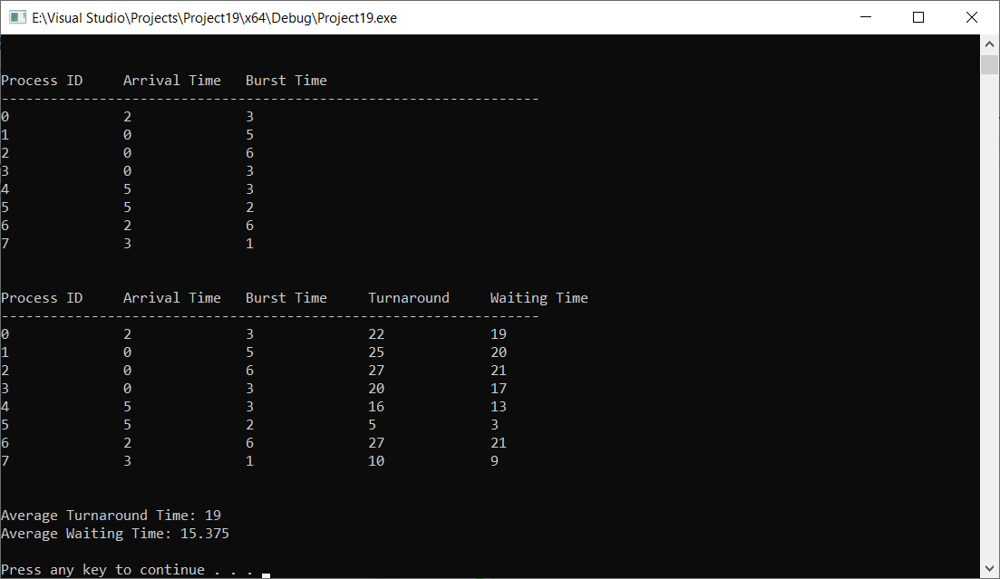 E:\Visual Studio\Projects\Project19\x64\Debug\Project19.exe
Process ID     Arrival Time   Burst Time
------------------------------------------------------------------
0              2              3
1              0              5
2              0              6
3              0              3
4              5              3
5              5              2
6              2              6
7              3              1
Process ID     Arrival Time   Burst Time     Turnaround     Waiting Time
------------------------------------------------------------------
0              2              3              22             19
1              0              5              25             20
2              0              6              27             21
3              0              3              20             17
4              5              3              16             13
5              5              2              5              3
6              2              6              27             21
7              3              1              10             9
Average Turnaround Time: 19
Average Waiting Time: 15.375
Press any key to continue . . .